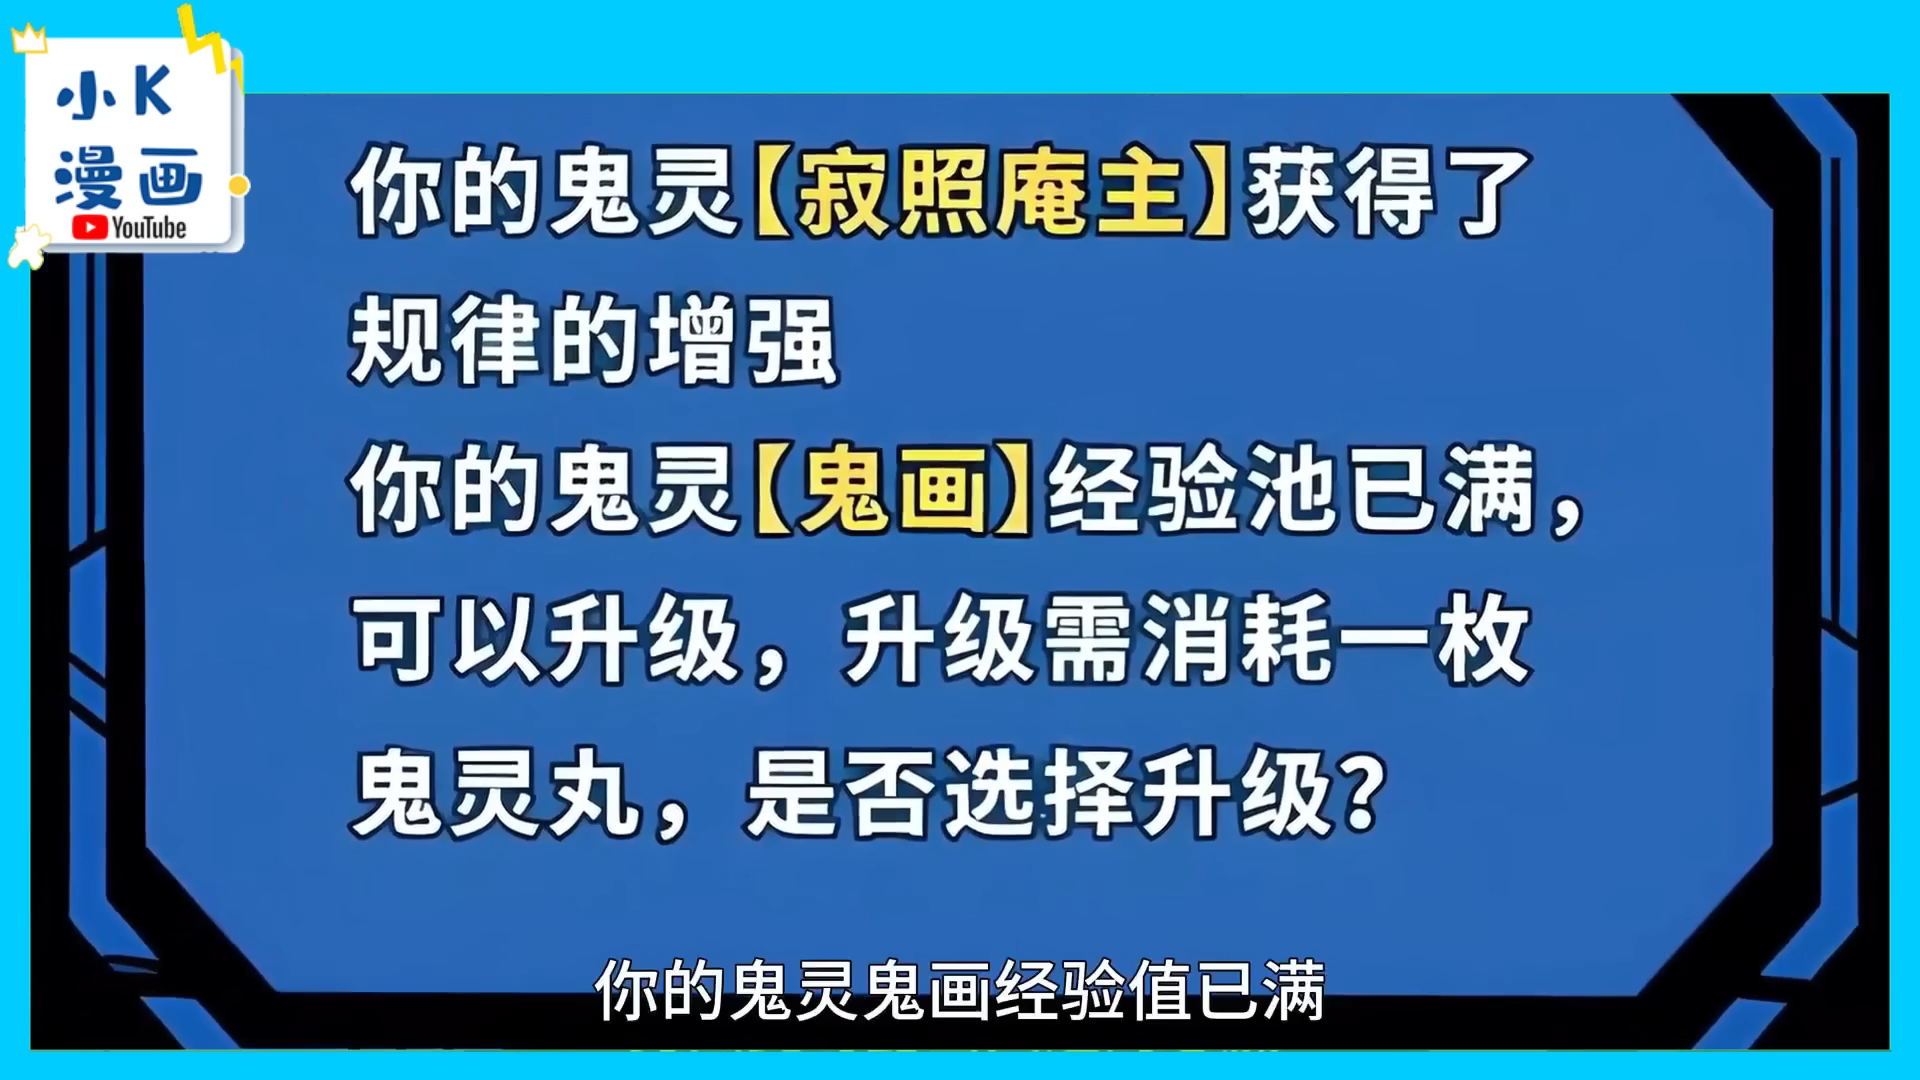 小K
漫画
YouTube
你的鬼灵【寂照庵主】获得了
规律的增强
你的鬼灵【鬼画】经验池已满，
可以升级，升级需消耗一枚
鬼灵丸，是否选择升级？
你的鬼灵鬼画经验值已满